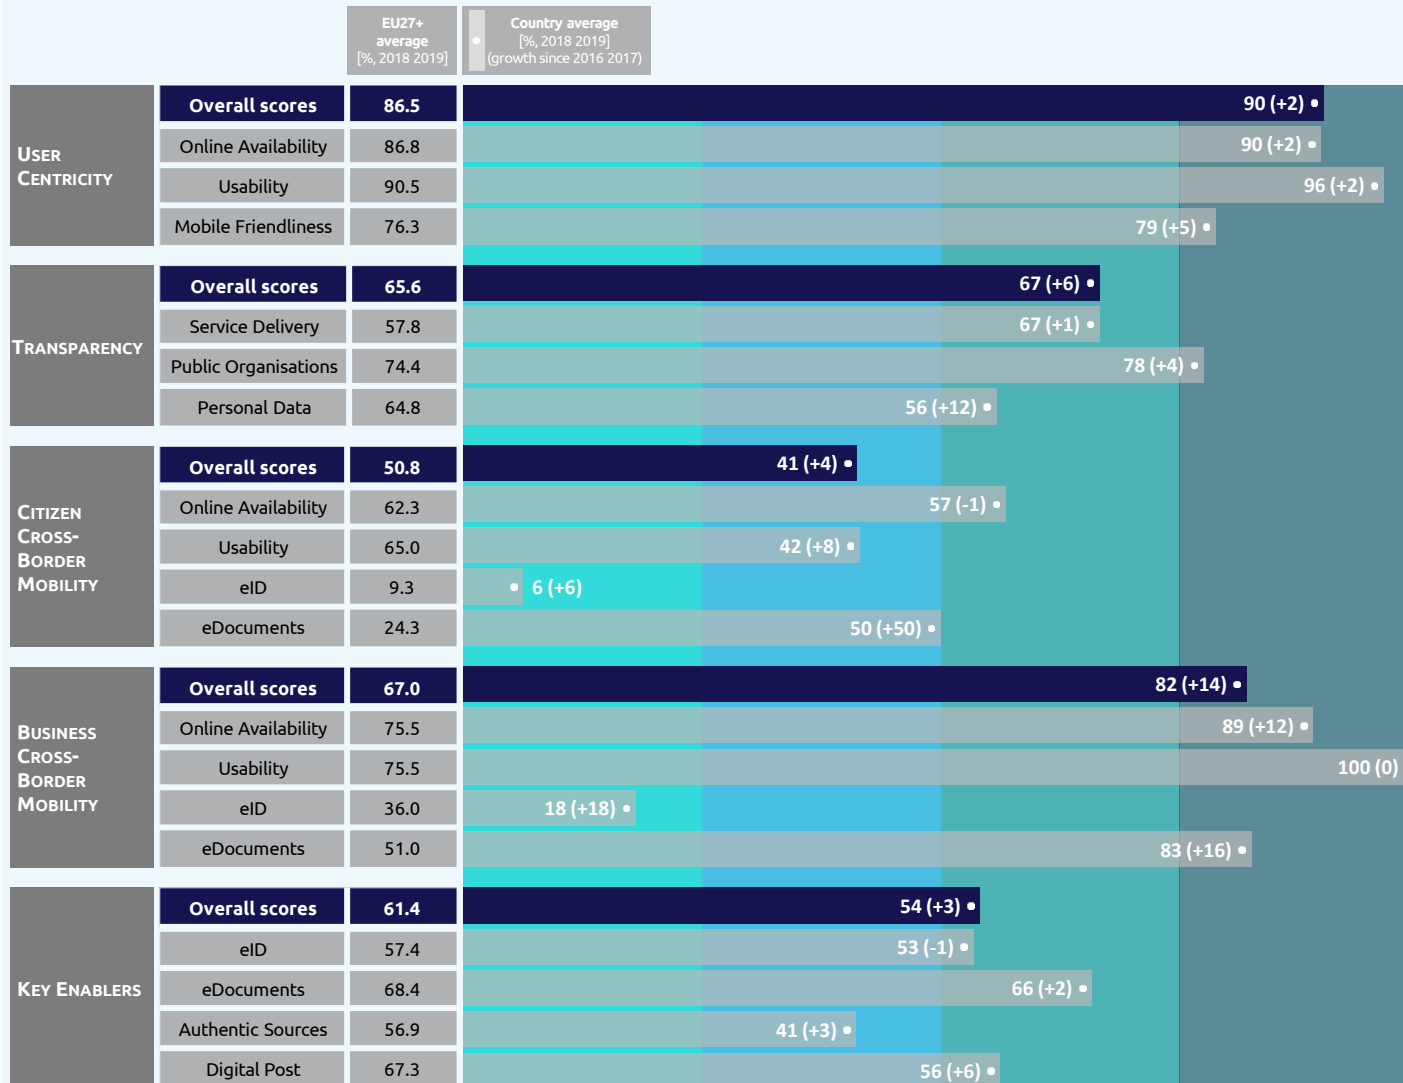 EU27+
average
[%, 2018 2019]
Country average
[%, 2018 2019]
(growth since 2016 2017)
USER
CENTRICITY
Overall scores 86.5 90 (+2)
Online Availability 86.8 90 (+2)
Usability 90.5 96 (+2)
Mobile Friendliness 76.3 79 (+5)
TRANSPARENCY
Overall scores 65.6 67 (+6)
Service Delivery 57.8 67 (+1)
Public Organisations 74.4 78 (+4)
Personal Data 64.8 56 (+12)
CITIZEN
CROSS-
BORDER
MOBILITY
Overall scores 50.8 41 (+4)
Online Availability 62.3 57 (-1)
Usability 65.0 42 (+8)
eID 9.3 6 (+6)
eDocuments 24.3 50 (+50)
BUSINESS
CROSS-
BORDER
MOBILITY
Overall scores 67.0 82 (+14)
Online Availability 75.5 89 (+12)
Usability 75.5 100 (0)
eID 36.0 18 (+18)
eDocuments 51.0 83 (+16)
KEY ENABLERS
Overall scores 61.4 54 (+3)
eID 57.4 53 (-1)
eDocuments 68.4 66 (+2)
Authentic Sources 56.9 41 (+3)
Digital Post 67.3 56 (+6)